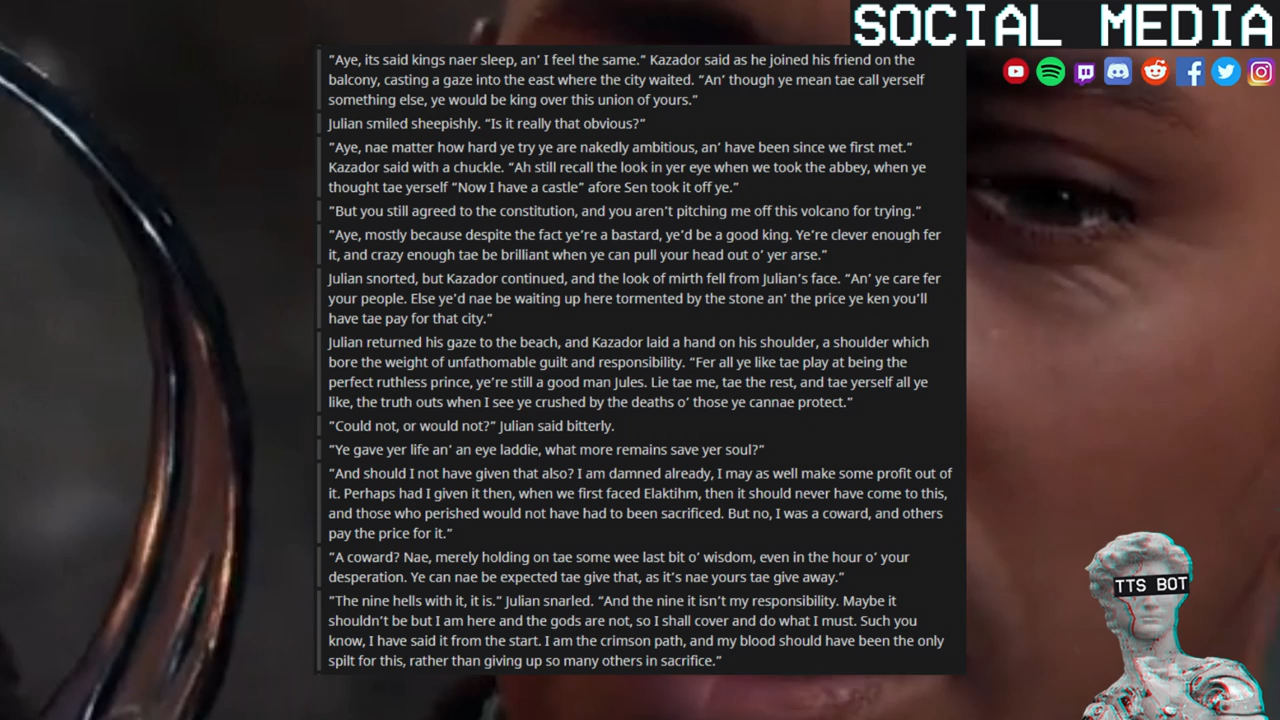 SOCIAL MEDIA
"Aye, its said kings naer sleep, an' I feel the same." Kazador said as he joined his friend on the
balcony, casting a gaze into the east where the city waited. "An' though ye mean tae call yerself
something else, ye would be king over this union of yours."
Julian smiled sheepishly. "Is it really that obvious?"
"Aye, nae matter how hard ye try ye are nakedly ambitious, an' have been since we first met."
Kazador said with a chuckle. "Ah still recall the look in yer eye when we took the abbey, when ye
thought tae yerself "Now I have a castle" afore Sen took it off ye."
"But you still agreed to the constitution, and you aren't pitching me off this volcano for trying."
"Aye, mostly because despite the fact ye're a bastard, ye'd be a good king. Ye're clever enough fer
it, and crazy enough tae be brilliant when ye can pull your head out o' yer arse."
Julian snorted, but Kazador continued, and the look of mirth fell from Julian's face. "An' ye care fer
your people. Else ye'd nae be waiting up here tormented by the stone an' the price ye ken you'll
have tae pay for that city."
Julian returned his gaze to the beach, and Kazador laid a hand on his shoulder, a shoulder which
bore the weight of unfathomable guilt and responsibility. "Fer all ye like tae play at being the
perfect ruthless prince, ye're still a good man Jules. Lie tae me, tae the rest, and tae yerself all ye
like, the truth outs when I see ye crushed by the deaths o' those ye cannae protect."
"Could not, or would not?" Julian said bitterly.
"Ye gave yer life an' an eye laddie, what more remains save yer soul?"
"And should I not have given that also? I am damned already, I may as well make some profit out of
it. Perhaps had I given it then, when we first faced Elaktihm, then it should never have come to this,
and those who perished would not have had to been sacrificed. But no, I was a coward, and others
pay the price for it."
"A coward? Nae, merely holding on tae some wee last bit o' wisdom, even in the hour o' your
desperation. Ye can nae be expected tae give that, as it's nae yours tae give away."
"The nine hells with it, it is." Julian snarled. "And the nine it isn't my responsibility. Maybe it
shouldn't be but I am here and the gods are not, so I shall cover and do what I must. Such you
know, I have said it from the start. I am the crimson path, and my blood should have been the only
spilt for this, rather than giving up so many others in sacrifice."
TTS BOT